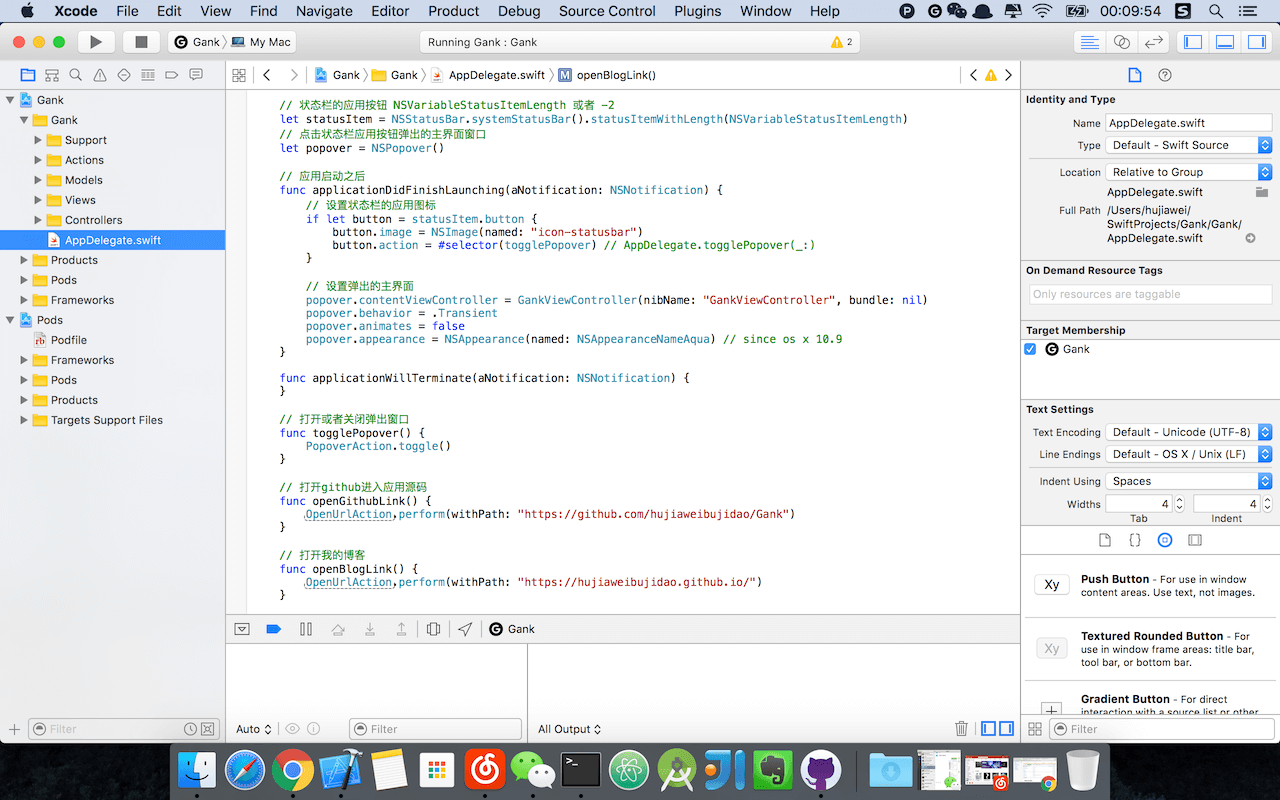 Xcode File Edit View Find Navigate Editor Product Debug Source Control Plugins Window Help 00:09:54
Gank My Mac
Running Gank : Gank
2
Gank Gank AppDelegate.swift M openBlogLink()
Gank
Gank
Support
Actions
Models
Views
Controllers
AppDelegate.swift
Products
Pods
Frameworks
Pods
Podfile
Frameworks
Pods
Products
Targets Support Files
Filter
// 状态栏的应用按钮 NSVariableStatusItemLength 或者 -2
let statusItem = NSStatusBar.systemStatusBar().statusItemWithLength(NSVariableStatusItemLength)
// 点击状态栏应用按钮弹出的主界面窗口
let popover = NSPopover()
// 应用启动之后
func applicationDidFinishLaunching(aNotification: NSNotification) {
// 设置状态栏的应用图标
if let button = statusItem.button {
button.image = NSImage(named: "icon-statusbar")
button.action = #selector(togglePopover) // AppDelegate.togglePopover(_:)
}
// 设置弹出的主界面
popover.contentViewController = GankViewController(nibName: "GankViewController", bundle: nil)
popover.behavior = .Transient
popover.animates = false
popover.appearance = NSAppearance(named: NSAppearanceNameAqua) // since os x 10.9
}
func applicationWillTerminate(aNotification: NSNotification) {
}
// 打开或者关闭弹出窗口
func togglePopover() {
PopoverAction.toggle()
}
// 打开github进入应用源码
func openGithubLink() {
OpenUrlAction.perform(withPath: "https://github.com/hujiaweibujidao/Gank")
}
// 打开我的博客
func openBlogLink() {
OpenUrlAction.perform(withPath: "https://hujiaweibujidao.github.io/")
}
Gank
Auto
Filter
All Output
Identity and Type
Name AppDelegate.swift
Type Default - Swift Source
Location Relative to Group
AppDelegate.swift
Full Path /Users/hujiawei/
SwiftProjects/Gank/Gank/
AppDelegate.swift
On Demand Resource Tags
Only resources are taggable
Target Membership
Gank
Text Settings
Text Encoding Default - Unicode (UTF-8)
Line Endings Default - OS X / Unix (LF)
Indent Using Spaces
Widths 4 4
Tab Indent
Xy Push Button - For use in window
content areas. Use text, not images.
Xy Textured Rounded Button - For
use in window frame areas: title bar,
tool bar, or bottom bar.
Gradient Button - For direct
interaction with a source list or other
Filter